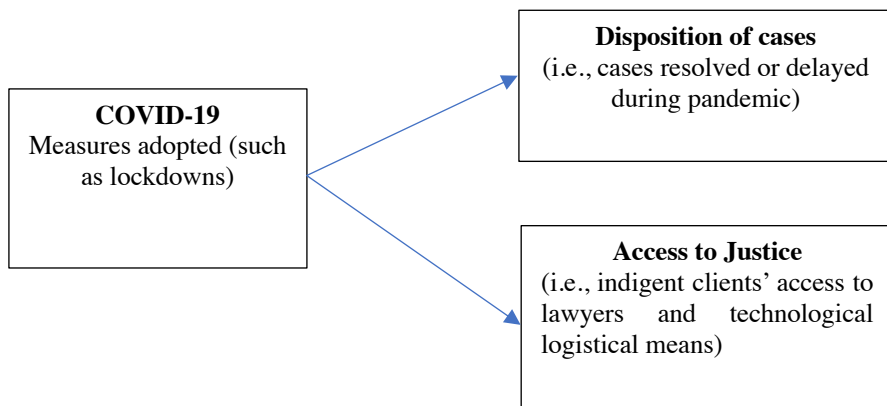 COVID-19
Measures adopted (such
as lockdowns)
Disposition of cases
(i.e., cases resolved or delayed
during pandemic)
Access to Justice
(i.e., indigent clients’ access to
lawyers and technological
logistical means)